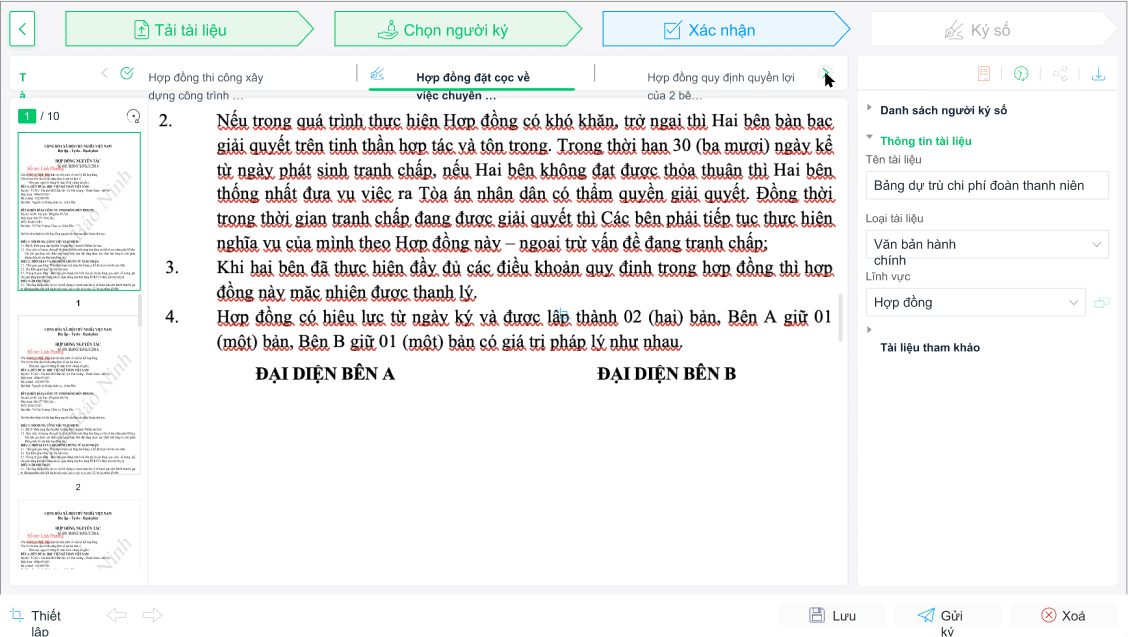 Tải tài liệu
Chọn người ký
Xác nhận
Ký số
Tà
Hợp đồng thi công xây
dựng công trình ...
Hợp đồng đặt cọc về
việc chuyên ...
Hợp đồng quy định quyền lợi
của 2 bê...
1 / 10
1
2
2. Nếu trong quá trình thực hiện Hợp đồng có khó khăn, trở ngại thì Hai bên bàn bạc
giải quyết trên tinh thần hợp tác và tôn trong. Trong thời hạn 30 (ba mươi) ngày kể
từ ngày phát sinh tranh chấp, nếu Hai bên không đạt được thỏa thuân thì Hai bên
thống nhất đưa vụ việc ra Tòa án nhân dân có thẩm quyền giải quyết. Đồng thời
trong thời gian tranh chấp đang được giải quyết thì Các bên phải tiếp tục thực hiện
nghĩa vụ của mình theo Hợp đồng này – ngoại trừ vấn đề đang tranh chấp;
3. Khi hai bên đã thực hiện đầy đủ các điều khoản quy định trong hợp đồng thì hợp
đồng này mặc nhiên được thanh lý.
4. Hợp đồng có hiệu lực từ ngày ký và được lập thành 02 (hai) bản, Bên A giữ 01
(một) bản, Bên B giữ 01 (một) bản có giá trị pháp lý như nhau.
ĐẠI DIỆN BÊN A
ĐẠI DIỆN BÊN B
Danh sách người ký số
Thông tin tài liệu
Tên tài liệu
Bảng dự trù chi phí đoàn thanh niên
Loại tài liệu
Văn bản hành
chính
Lĩnh vực
Hợp đồng
Tài liệu tham khảo
Thiết
lập
Lưu
Gửi
ký
Xoá